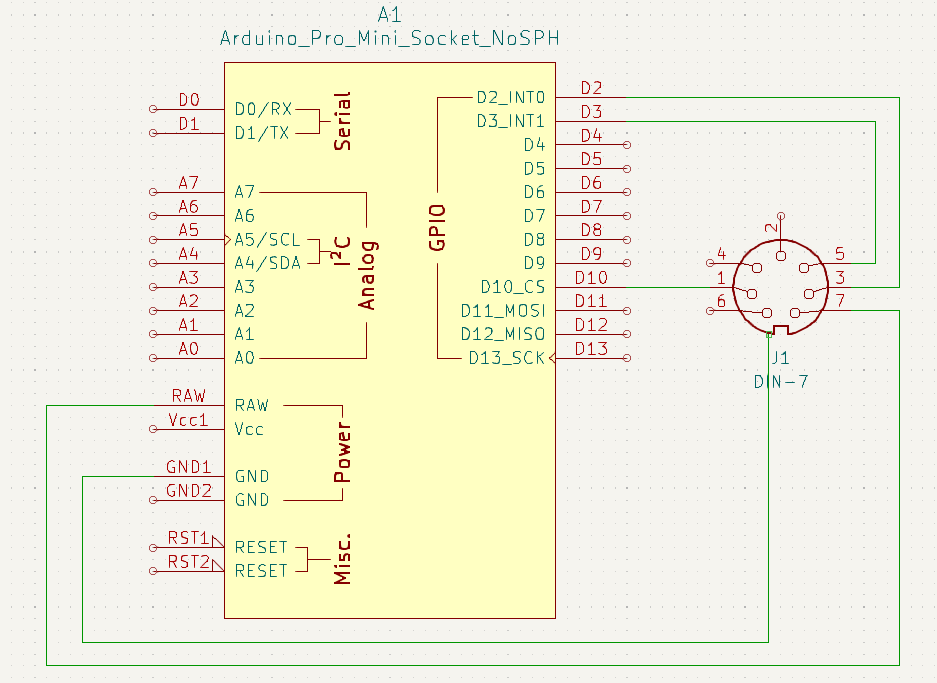 A1
Arduino_Pro_Mini_Socket_NoSPH
D0
D0/RX
D1
D1/TX
Serial
A7
A7
A6
A6
A5
A5/SCL
A4
A4/SDA
I²C
A3
A3
A2
A2
A1
A1
A0
A0
Analog
RAW
RAW
Vcc1
Vcc
GND1
GND
GND2
GND
Power
RST1
RESET
RST2
RESET
Misc.
GPIO
D2_INT0
D2
D3_INT1
D3
D4
D4
D5
D5
D6
D6
D7
D7
D8
D8
D9
D9
D10_CS
D10
D11_MOSI
D11
D12_MISO
D12
D13_SCK
D13
2
4
5
1
3
6
7
J1
DIN-7